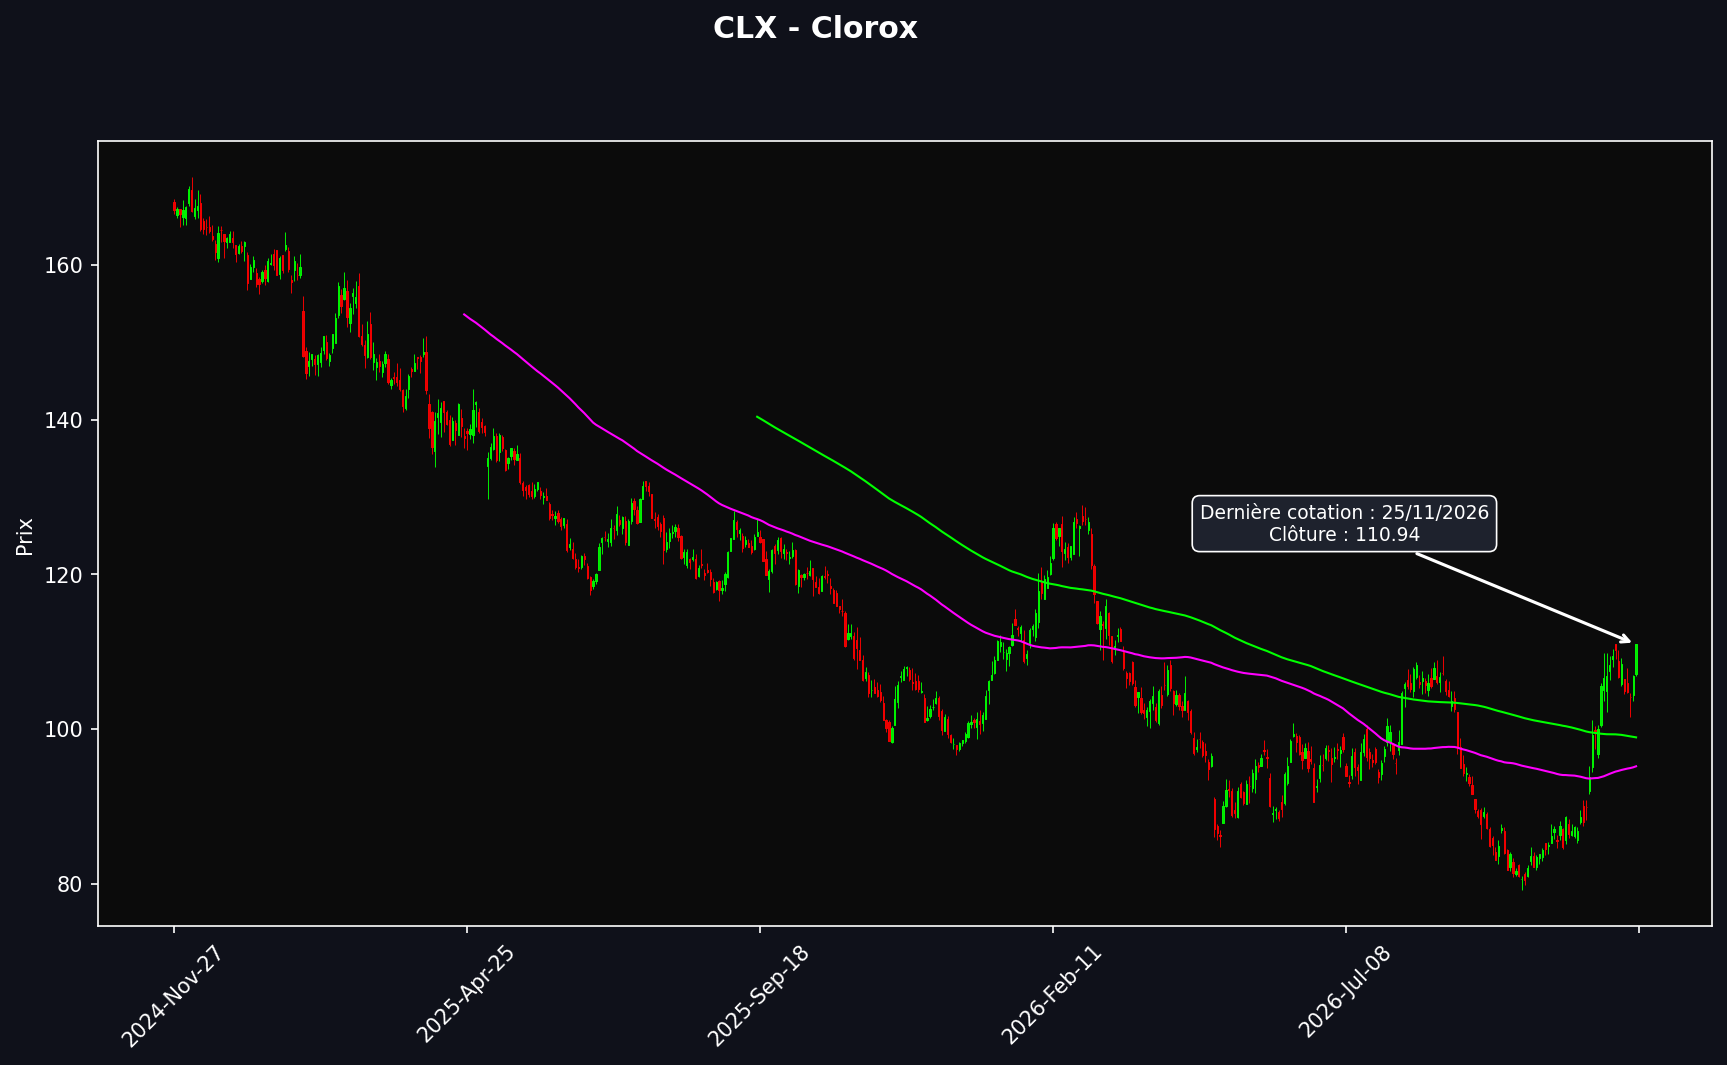 CLX - Clorox
Dernière cotation : 25/11/2026
Clôture : 110.94
Prix
160
140
120
100
80
2024-Nov-27
2025-Apr-25
2025-Sep-18
2026-Feb-11
2026-Jul-08